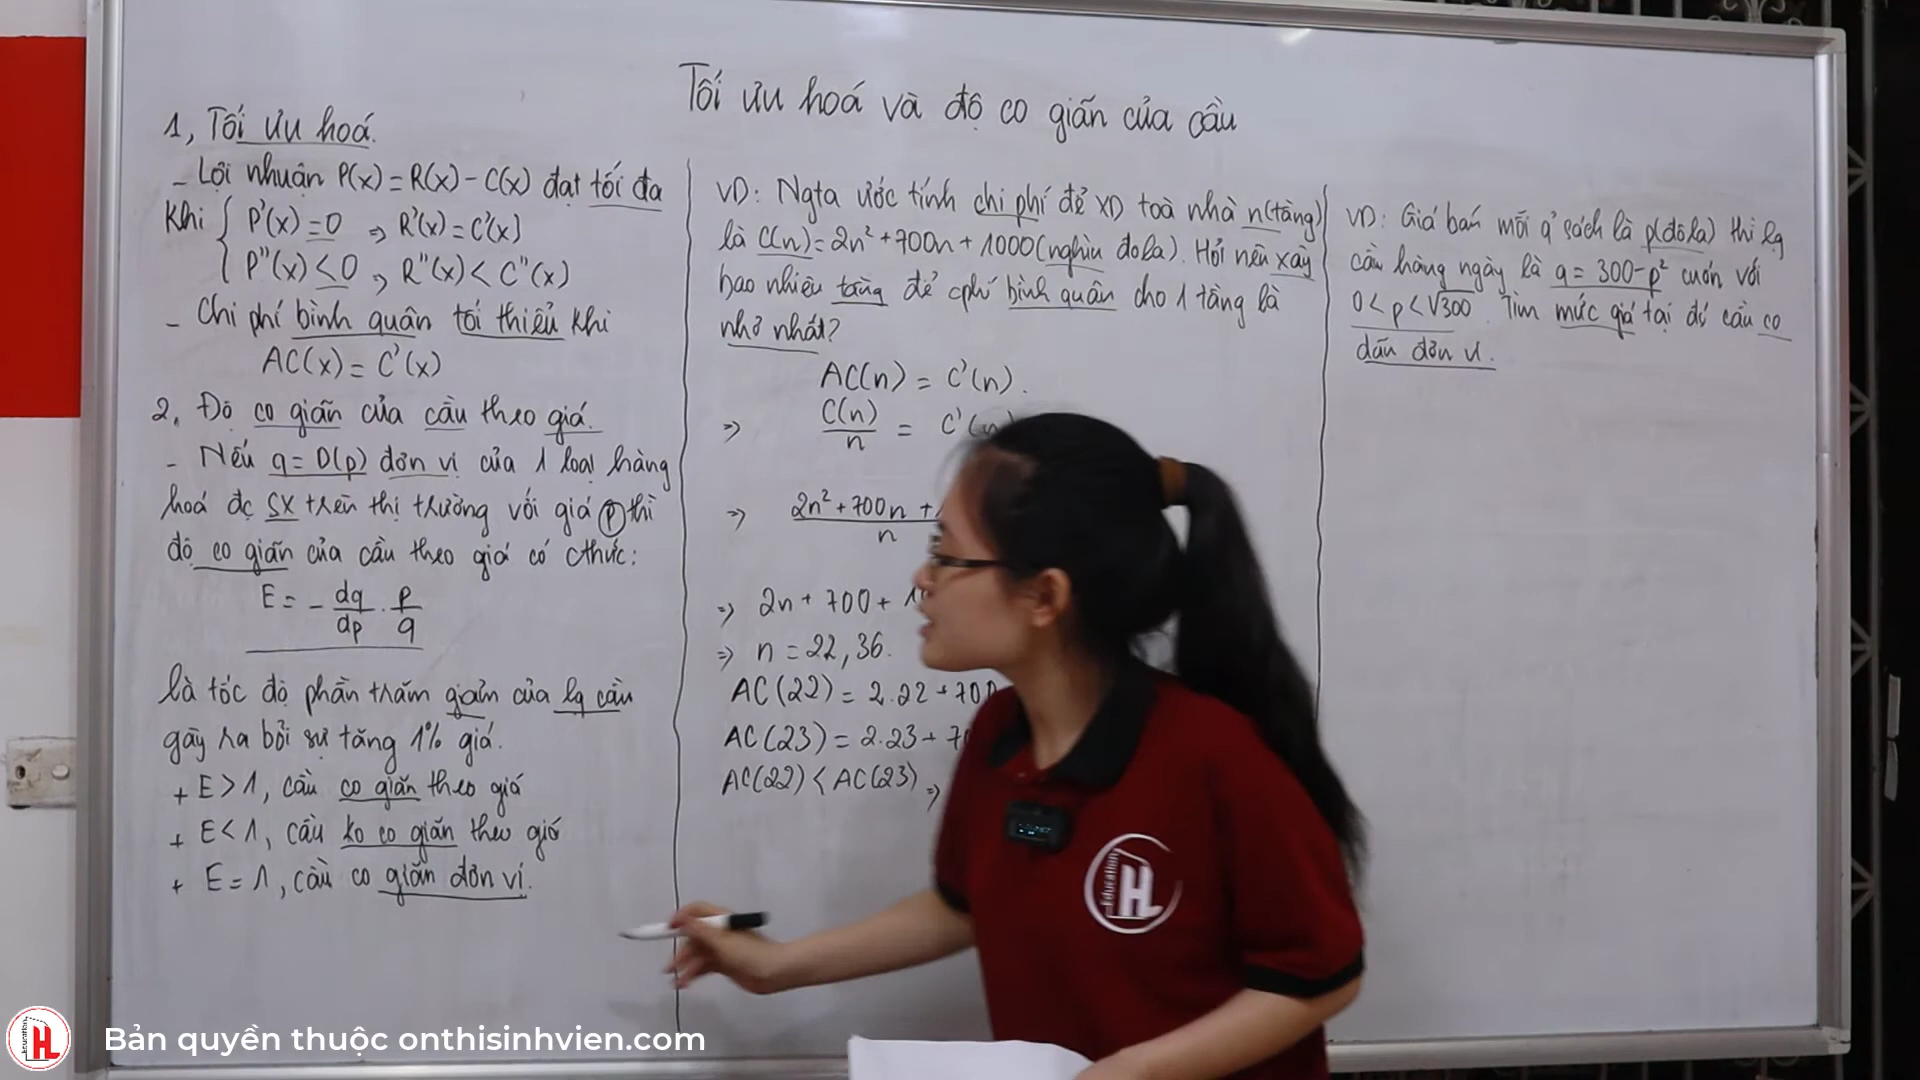 Tối ưu hoá và độ co giãn của cầu
1, Tối ưu hoá.
- Lợi nhuận P(x) = R(x) - C(x) đạt tối đa
Khi { P'(x) = 0 => R'(x) = C'(x)
P''(x) < 0 => R''(x) < C''(x)
- Chi phí bình quân tối thiểu khi
AC(x) = C'(x)
2. Độ co giãn của cầu theo giá.
- Nếu q = D(p) đơn vị của 1 loại hàng
hoá đc sx trên thị trường với giá p thì
độ co giãn của cầu theo giá có cthức:
E = - dq/dp . p/q
là tốc độ phần trăm giảm của lg cầu
gây ra bởi sự tăng 1% giá.
+ E > 1, cầu co giãn theo giá
+ E < 1, cầu ko co giãn theo giá
+ E = 1, cầu co giãn đơn vị.
VD: Ngta ước tính chi phí để XD toà nhà n(tầng)
là C(n) = 2n² + 700n + 1000 (nghìn đôla). Hỏi nên xây
bao nhiêu tầng để cphí bình quân cho 1 tầng là
nhỏ nhất?
AC(n) = C'(n).
=> C(n)/n = C'(n)
=> 2n² + 700n + / n
=> 2n + 700 + 1
=> n = 22,36.
AC(22) = 2.22 + 700
AC(23) = 2.23 + 70
AC(22) < AC(23) =>
VD: Giá bán mỗi q' sách là p(đôla) thì lg
cầu hàng ngày là q = 300 - p² cuốn với
0 < p < √300. Tìm mức giá tại đó cầu co
dãn đơn vị.
Education
HL
Education
HL
Bản quyền thuộc onthisinhvien.com